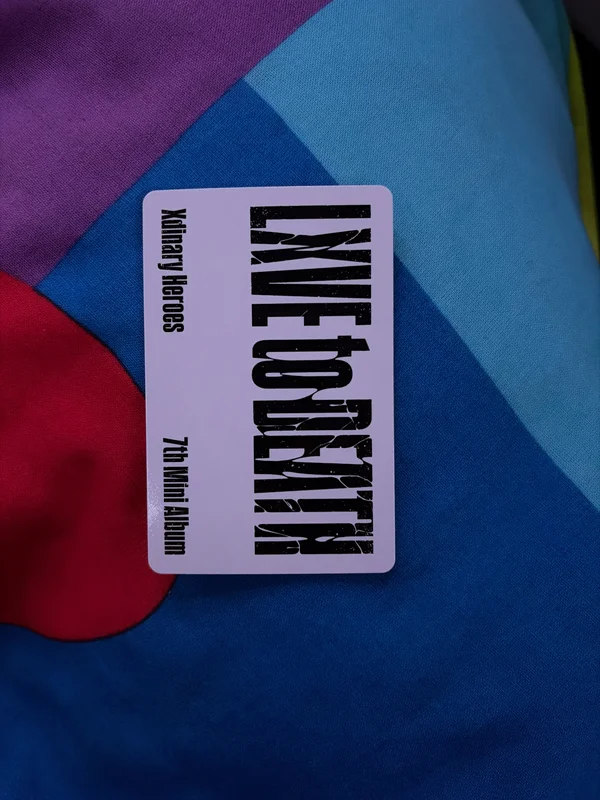 LXVE to DEATH
Xdinary Heroes
7th Mini Album